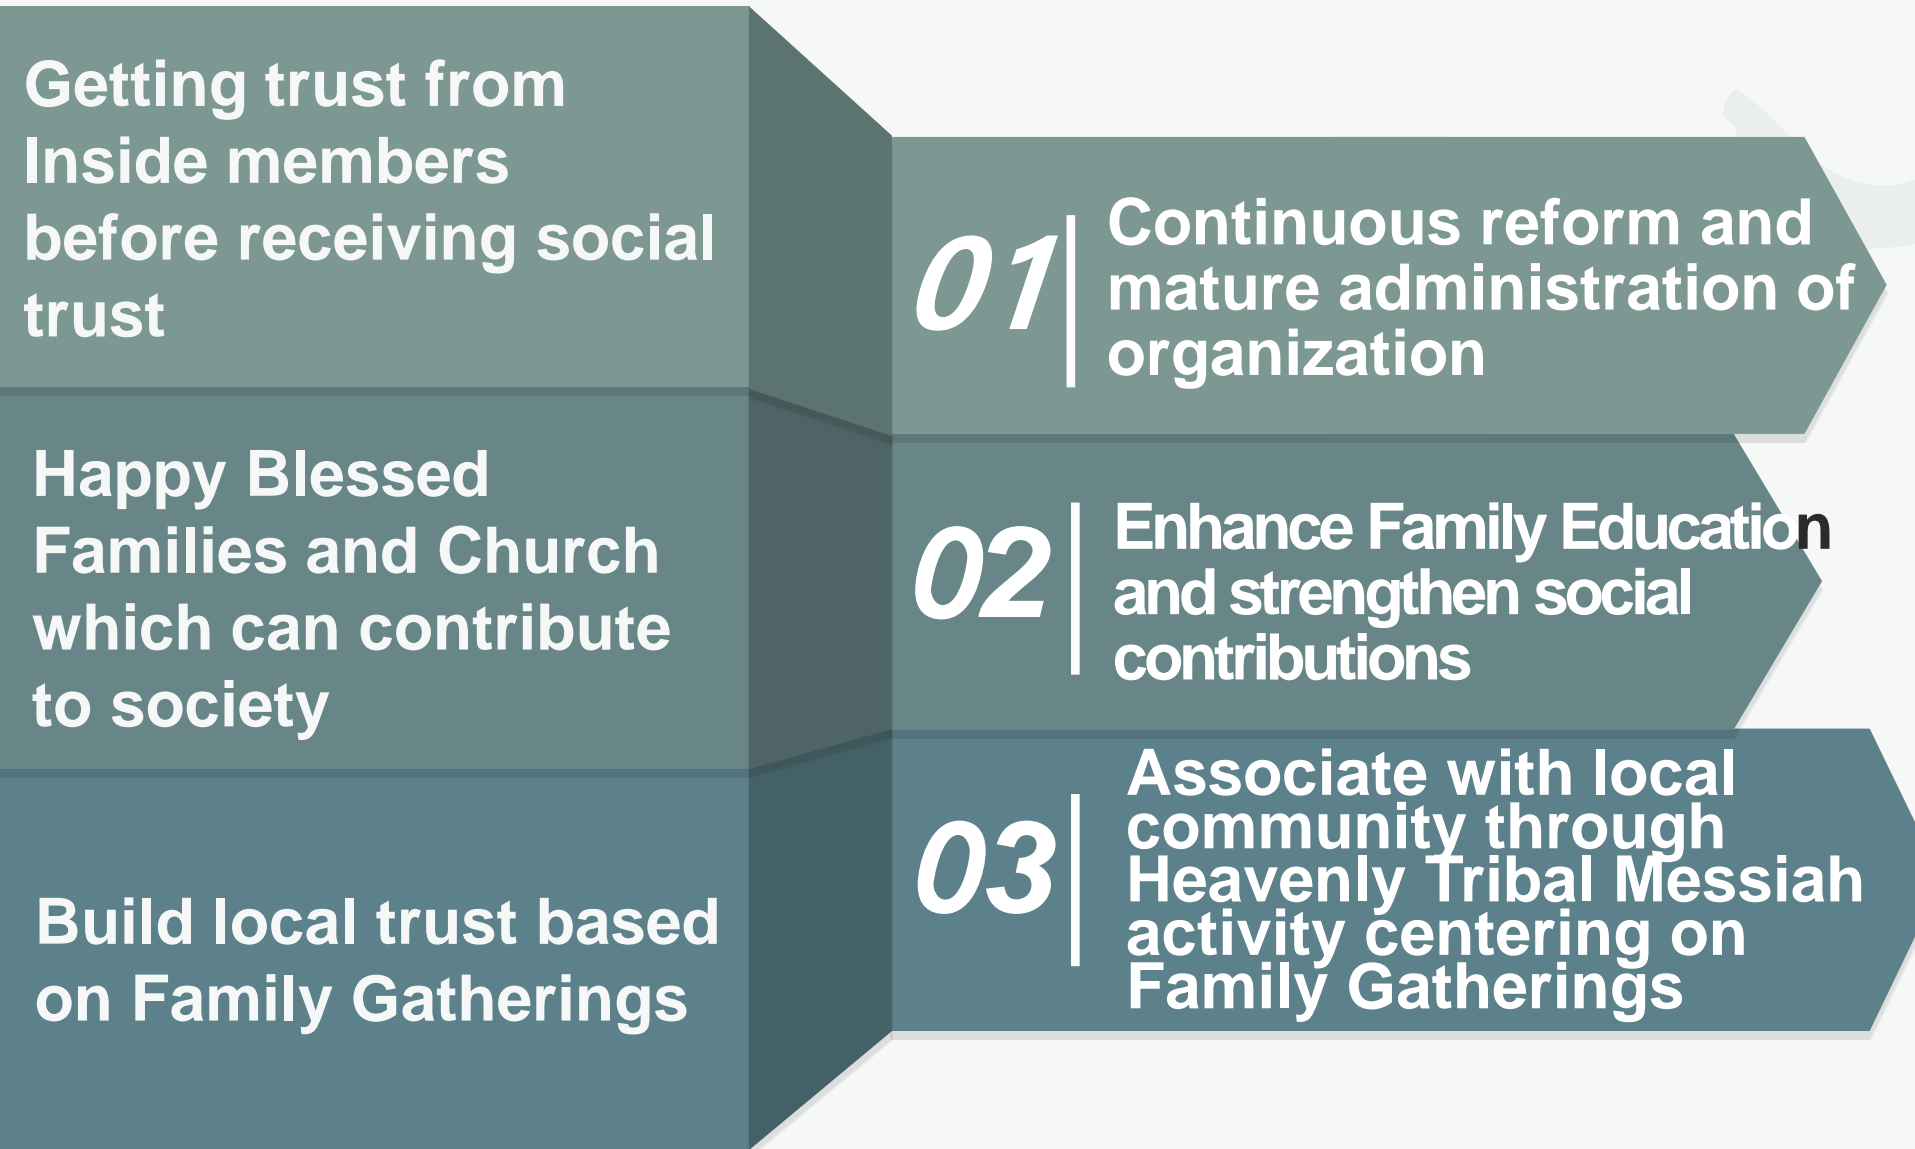 Getting trust from
Inside members
before receiving social
trust
01
Continuous reform and
mature administration of
organization
Happy Blessed
Families and Church
which can contribute
to society
02
Enhance Family Education
and strengthen social
contributions
Build local trust based
on Family Gatherings
03
Associate with local
community through
Heavenly Tribal Messiah
activity centering on
Family Gatherings